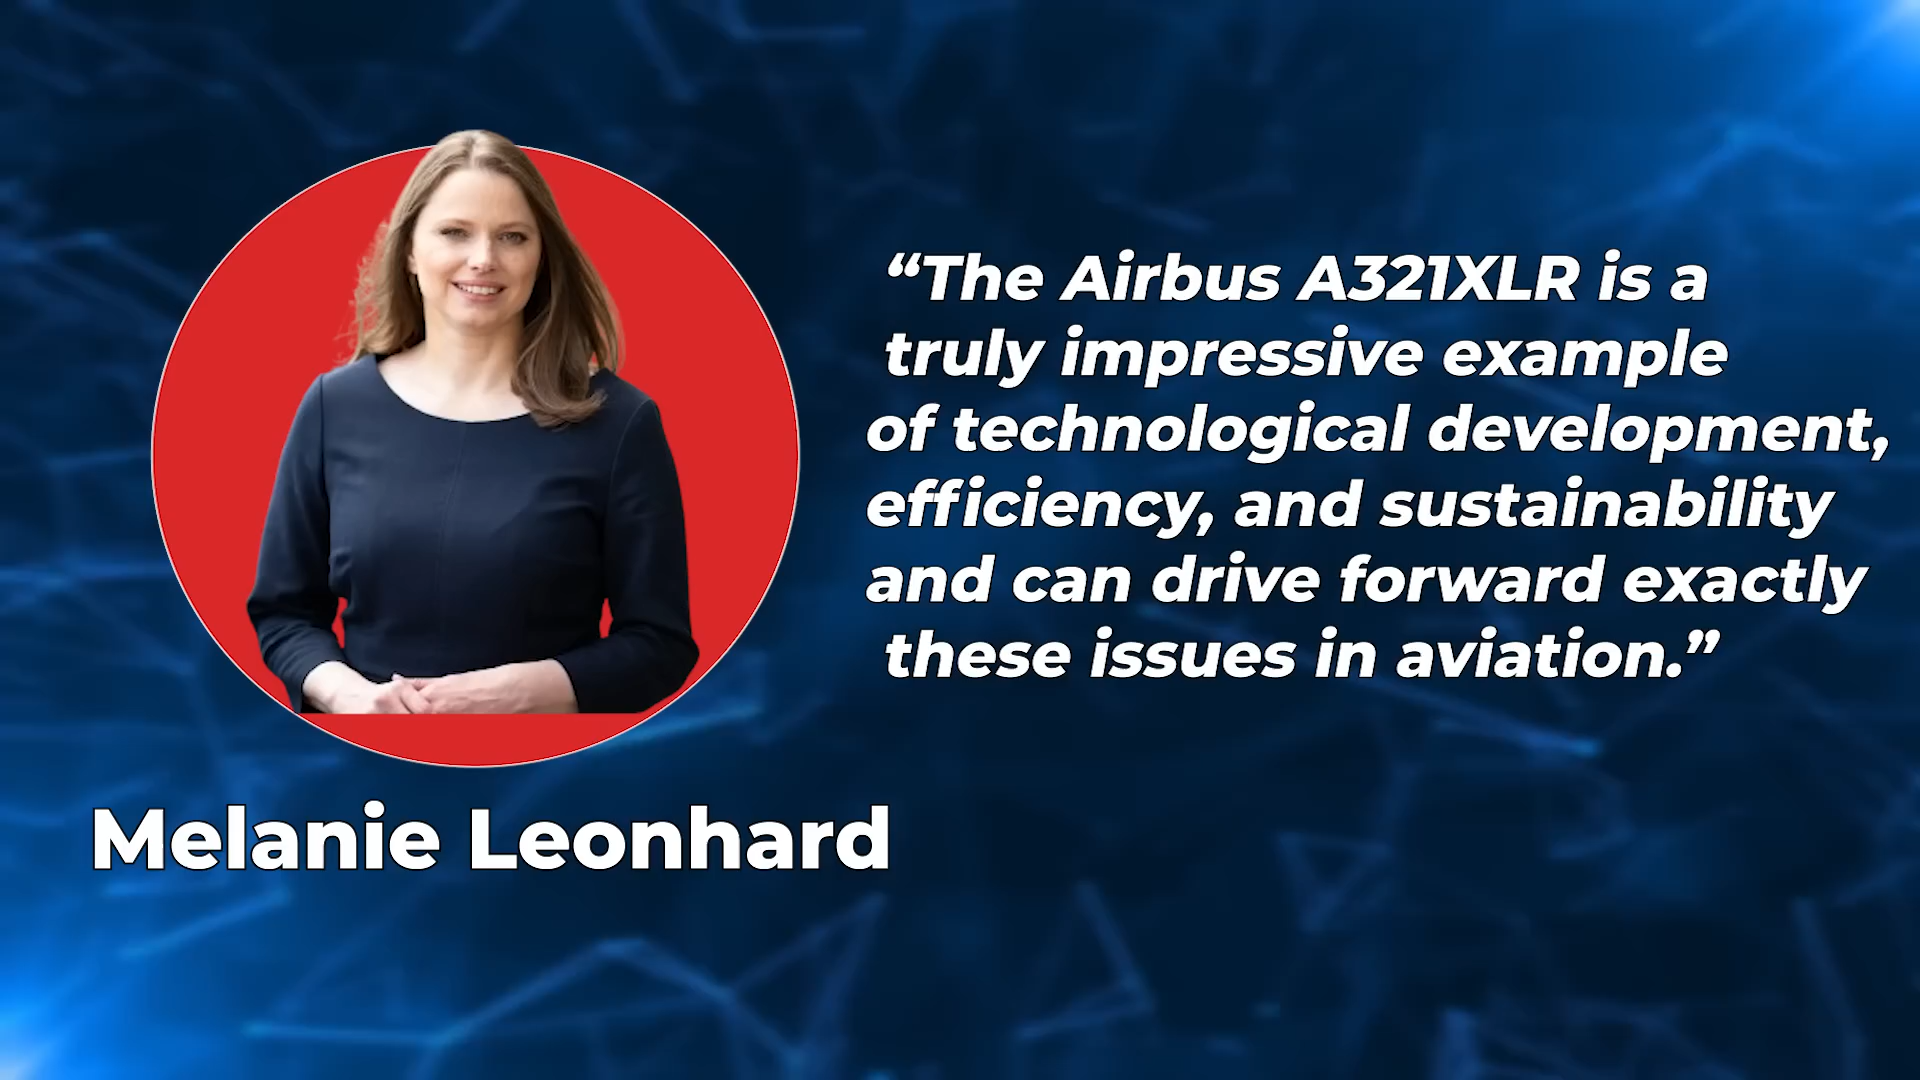 “The Airbus A321XLR is a
truly impressive example
of technological development,
efficiency, and sustainability
and can drive forward exactly
these issues in aviation.”
Melanie Leonhard